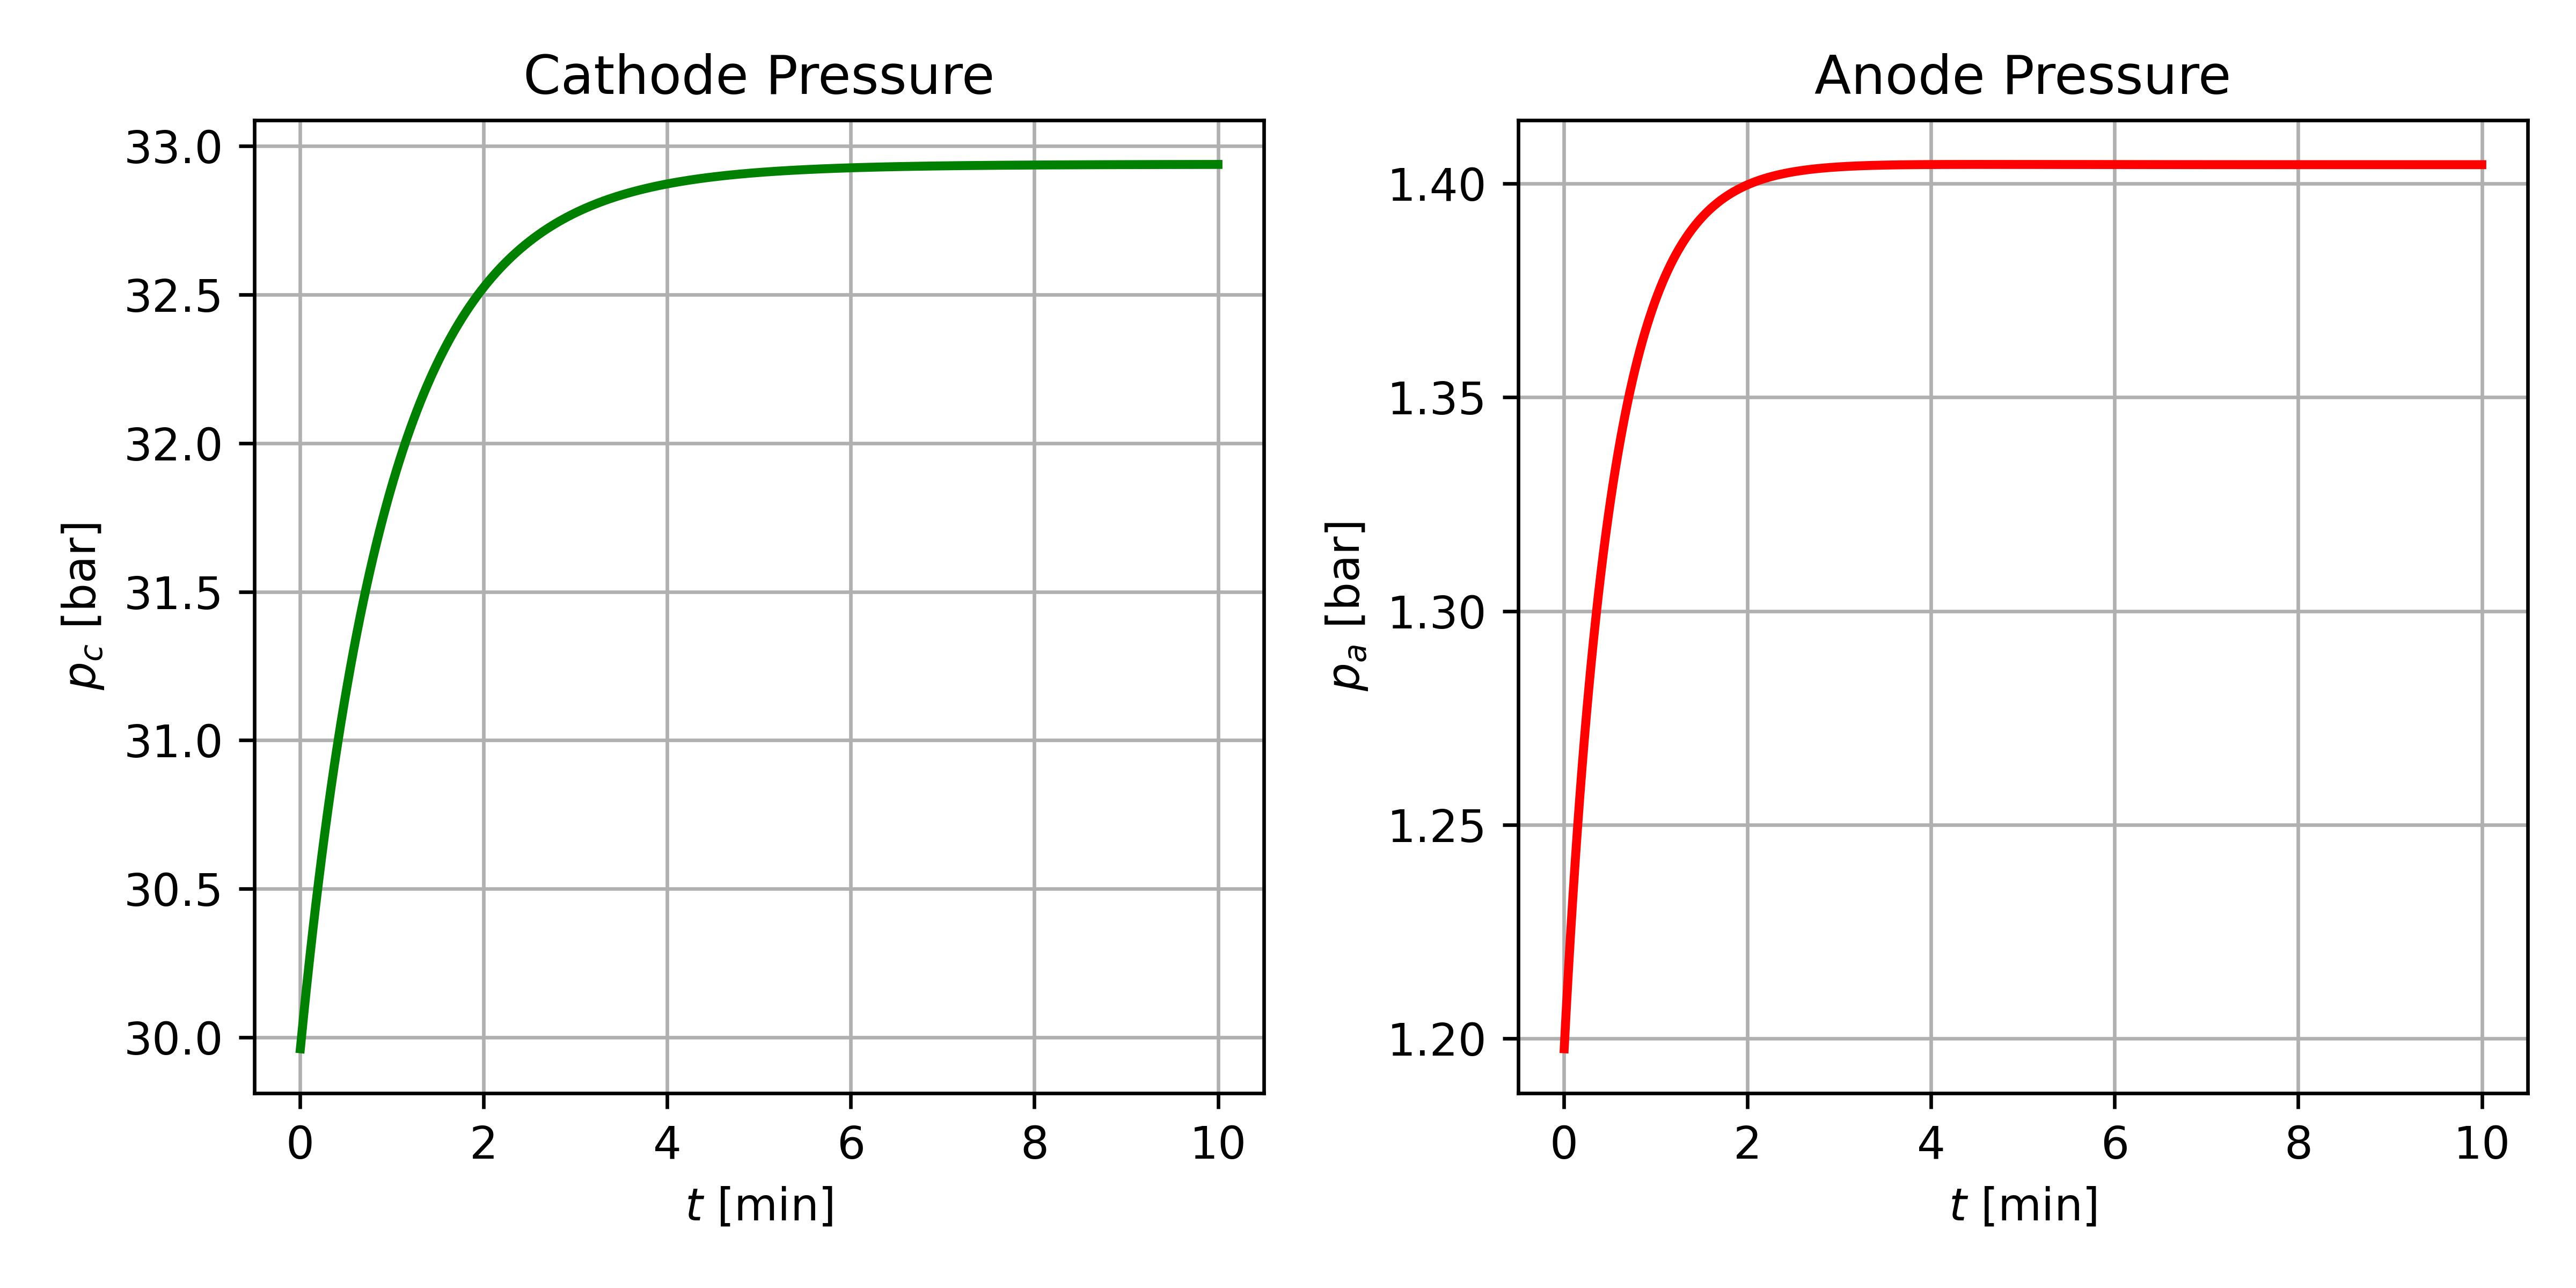 Cathode Pressure
33.0
32.5
32.0
31.5
31.0
30.5
30.0
p_c [bar]
0 2 4 6 8 10
t [min]
Anode Pressure
1.40
1.35
1.30
1.25
1.20
p_a [bar]
0 2 4 6 8 10
t [min]